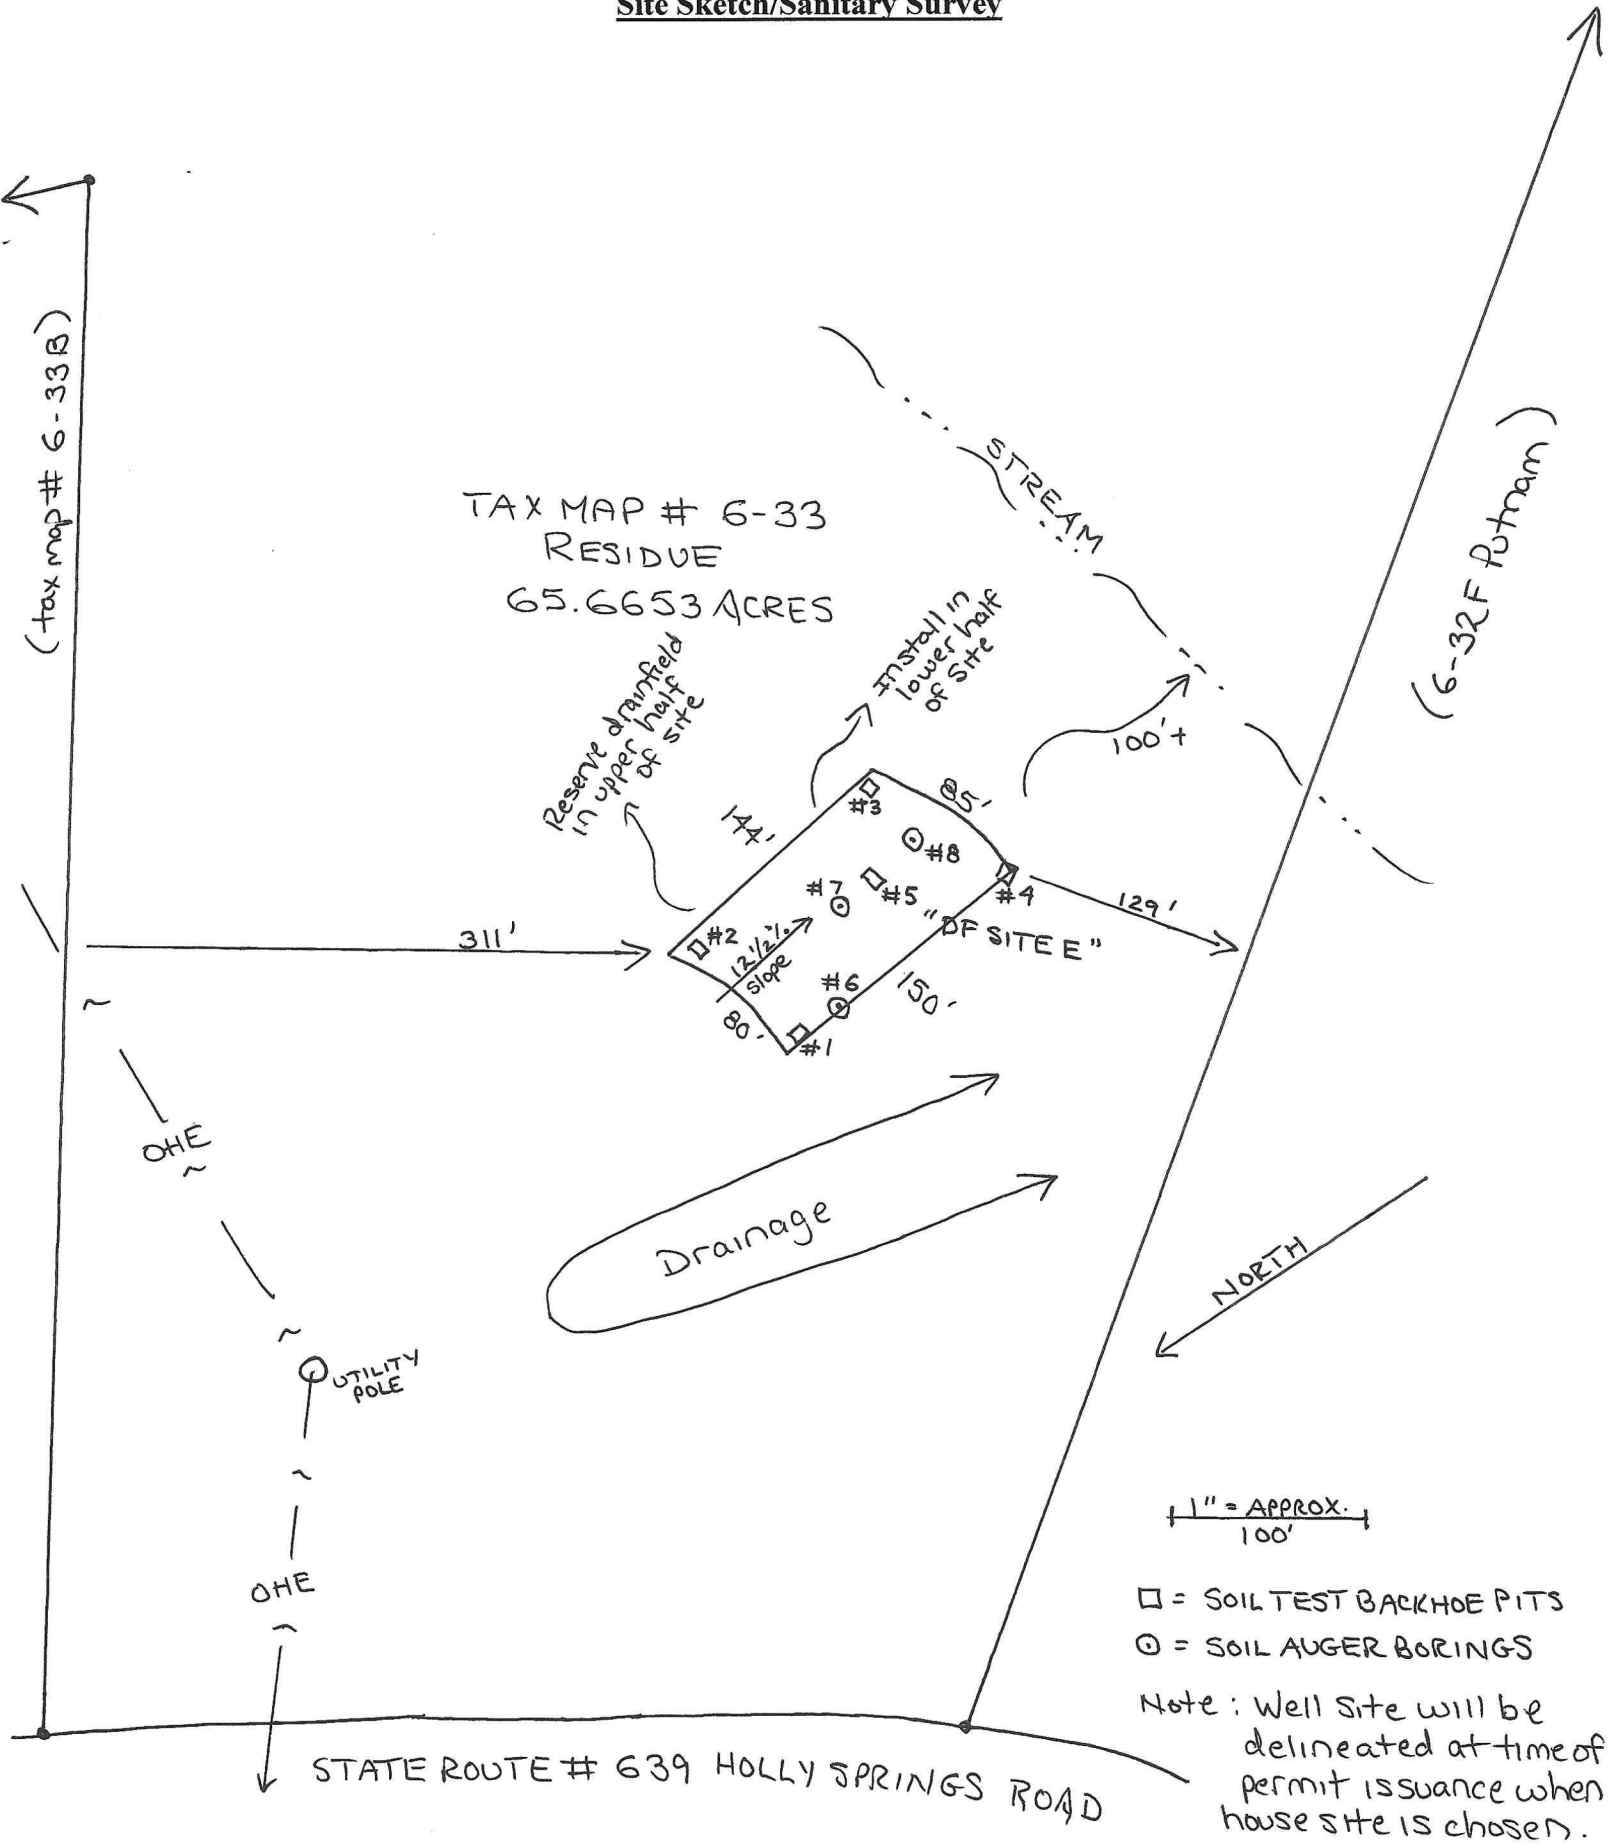 Site Sketch/Sanitary Survey
(tax map # 6-33B)
TAX MAP # 6-33
RESIDUE
65.6653 ACRES
STREAM
(6-32F Putnam)
Reserve drainfield
in upper half
of site
Install in
lower half
of site
100'+
144'
85'
#3
#8
#5
#7
#4
129'
311'
#2
12 1/2 %
slope
"DF SITE E"
#6
150'
80'
#1
OHE
Drainage
NORTH
UTILITY
POLE
OHE
1" = APPROX.
100'
= SOIL TEST BACKHOE PITS
= SOIL AUGER BORINGS
Note: Well site will be
delineated at time of
permit issuance when
house site is chosen.
STATE ROUTE # 639 HOLLY SPRINGS ROAD